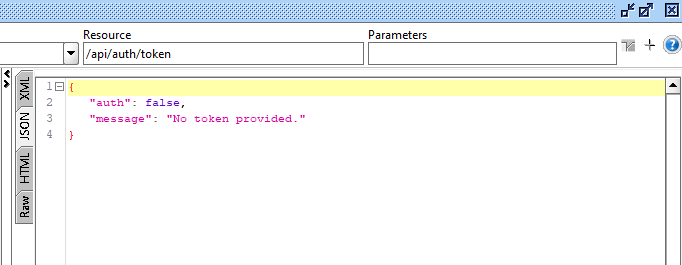 Resource
Parameters
/api/auth/token
XML
JSON
HTML
Raw
1 {
2 "auth": false,
3 "message": "No token provided."
4 }